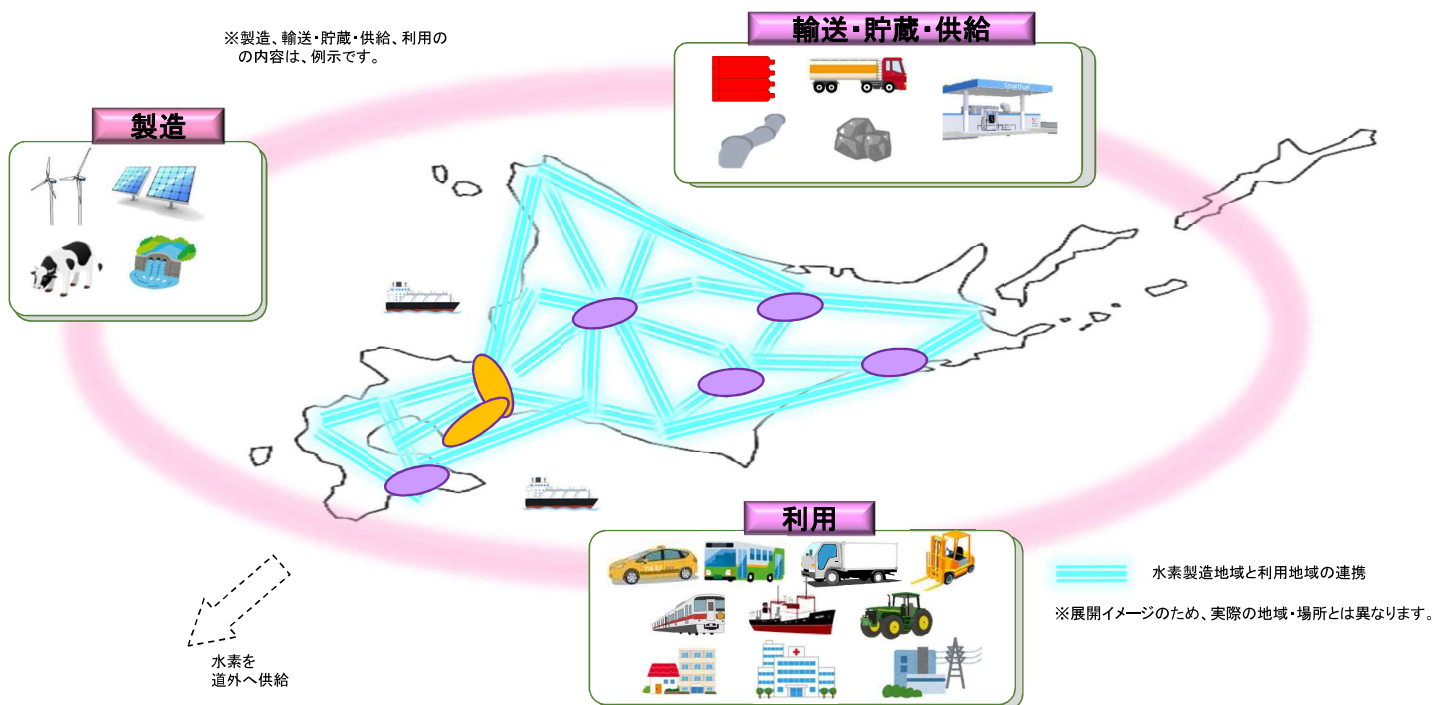 ※製造、輸送・貯蔵・供給、利用の
の内容は、例示です。
輸送・貯蔵・供給
製造
利用
水素製造地域と利用地域の連携
※展開イメージのため、実際の地域・場所とは異なります。
水素を
道外へ供給